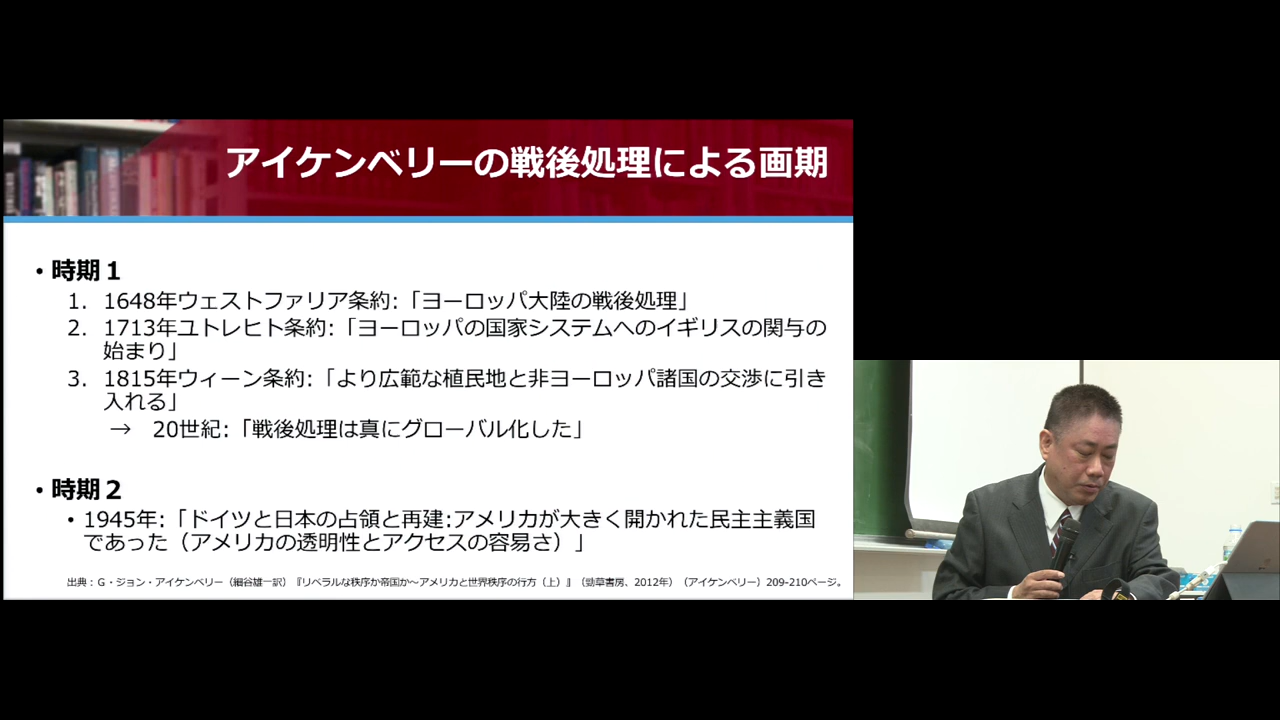 アイケンベリーの戦後処理による画期
• 時期１
1. 1648年ウェストファリア条約:「ヨーロッパ大陸の戦後処理」
2. 1713年ユトレヒト条約:「ヨーロッパの国家システムへのイギリスの関与の
始まり」
3. 1815年ウィーン条約:「より広範な植民地と非ヨーロッパ諸国の交渉に引き
入れる」
→ 20世紀:「戦後処理は真にグローバル化した」
• 時期２
• 1945年:「ドイツと日本の占領と再建:アメリカが大きく開かれた民主主義国
であった（アメリカの透明性とアクセスの容易さ）」
出典：G・ジョン・アイケンベリー（細谷雄一訳）『リベラルな秩序か帝国か～アメリカと世界秩序の行方（上）』（勁草書房、2012年）（アイケンベリー）209-210ページ。